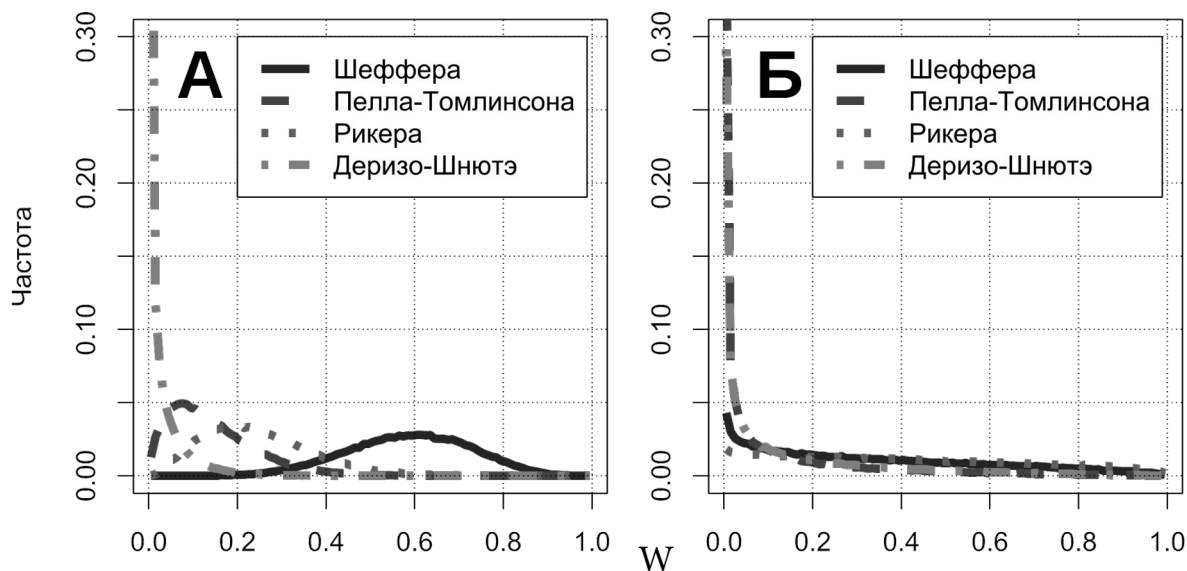 А
Шеффера
Пелла-Томлинсона
Рикера
Деризо-Шнютэ
Частота
0.30
0.20
0.10
0.00
0.0 0.2 0.4 0.6 0.8 1.0
Б
Шеффера
Пелла-Томлинсона
Рикера
Деризо-Шнютэ
0.30
0.20
0.10
0.00
0.0 0.2 0.4 0.6 0.8 1.0
w